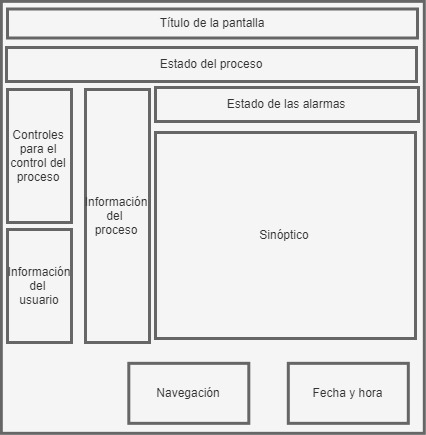 Título de la pantalla
Estado del proceso
Estado de las alarmas
Controles
para el
control del
proceso
Información
del
proceso
Sinóptico
Información
del
usuario
Navegación
Fecha y hora